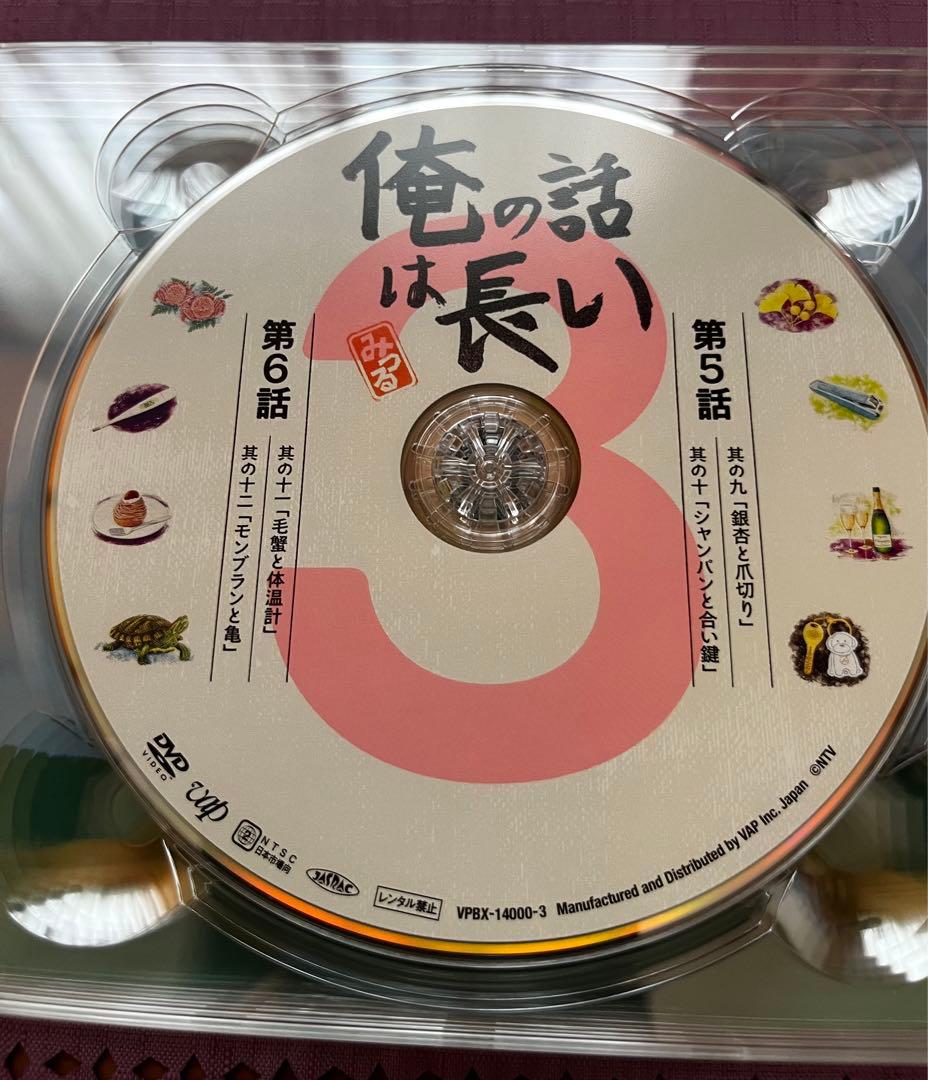 俺の話
は長い
みつる
3
第5話
其の九「銀杏と爪切り」
其の十「シャンパンと合い鍵」
第6話
其の十一「毛蟹と体温計」
其の十二「モンブランと亀」
DVD
VIDEO
vap
2
NTSC
日本市場向
JASRAC
レンタル禁止
VPBX-14000-3 Manufactured and Distributed by VAP Inc. Japan ©NTV